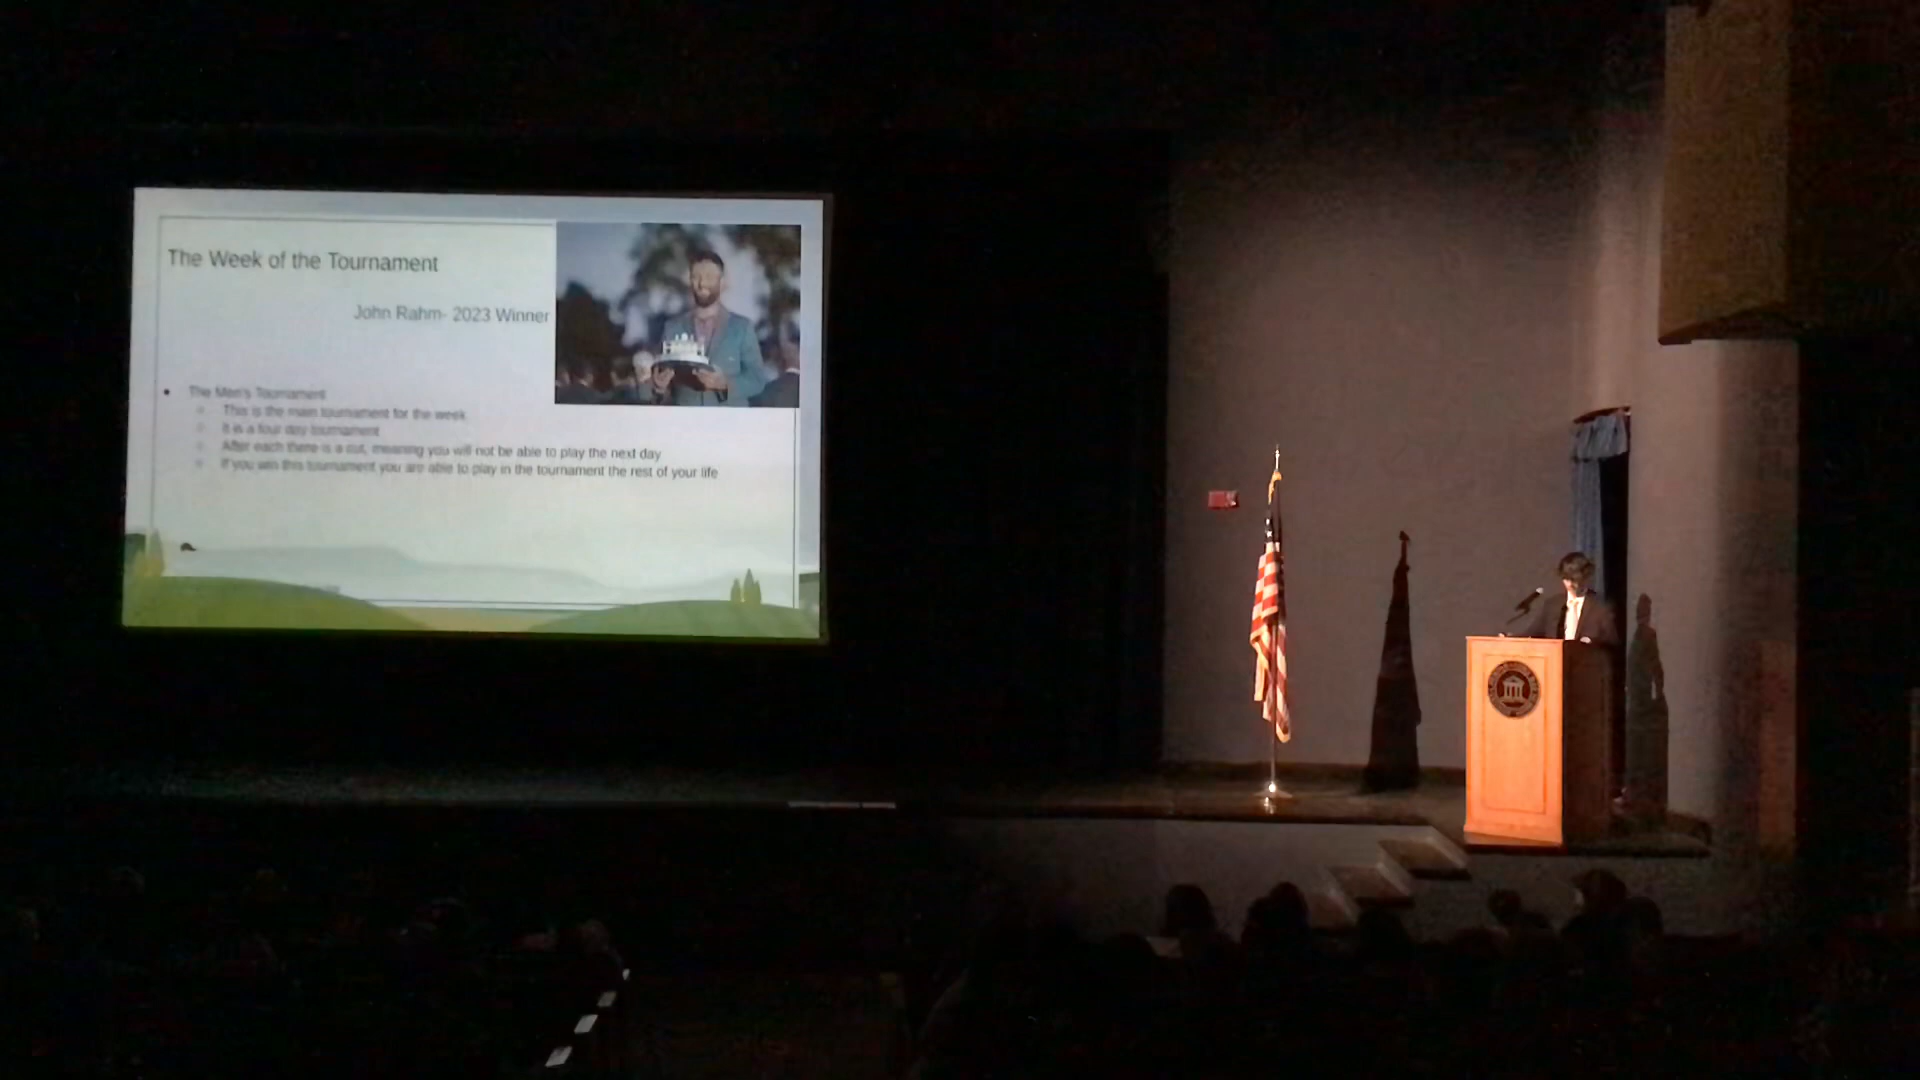 The Week of the Tournament
John Rahm- 2023 Winner
The Men's Tournament
This is the main tournament for the week
It is a four day tournament
After each there is a cut, meaning you will not be able to play the next day
If you win this tournament you are able to play in the tournament the rest of your life